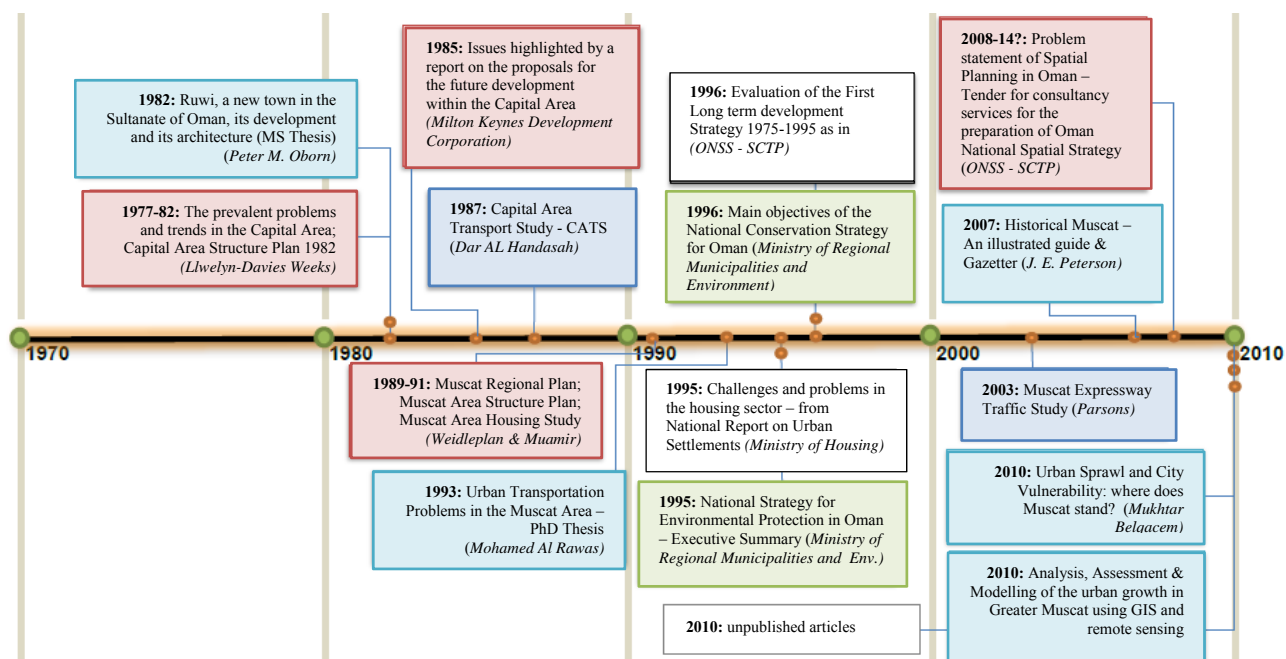 1982: Ruwi, a new town in the
Sultanate of Oman, its development
and its architecture (MS Thesis)
(Peter M. Oborn)
1977-82: The prevalent problems
and trends in the Capital Area;
Capital Area Structure Plan 1982
(Llwelyn-Davies Weeks)
1985: Issues highlighted by a
report on the proposals for
the future development
within the Capital Area
(Milton Keynes Development
Corporation)
1987: Capital Area
Transport Study - CATS
(Dar AL Handasah)
1996: Evaluation of the First
Long term development
Strategy 1975-1995 as in
(ONSS - SCTP)
1996: Main objectives of the
National Conservation Strategy
for Oman (Ministry of Regional
Municipalities and
Environment)
2008-14?: Problem
statement of Spatial
Planning in Oman –
Tender for consultancy
services for the
preparation of Oman
National Spatial Strategy
(ONSS - SCTP)
2007: Historical Muscat –
An illustrated guide &
Gazetter (J. E. Peterson)
1970
1980
1990
2000
2010
1989-91: Muscat Regional Plan;
Muscat Area Structure Plan;
Muscat Area Housing Study
(Weidleplan & Muamir)
1993: Urban Transportation
Problems in the Muscat Area –
PhD Thesis
(Mohamed Al Rawas)
1995: Challenges and problems in
the housing sector – from
National Report on Urban
Settlements (Ministry of Housing)
1995: National Strategy for
Environmental Protection in Oman
– Executive Summary (Ministry of
Regional Municipalities and Env.)
2003: Muscat Expressway
Traffic Study (Parsons)
2010: Urban Sprawl and City
Vulnerability: where does
Muscat stand? (Mukhtar
Belqacem)
2010: Analysis, Assessment &
Modelling of the urban growth in
Greater Muscat using GIS and
remote sensing
2010: unpublished articles